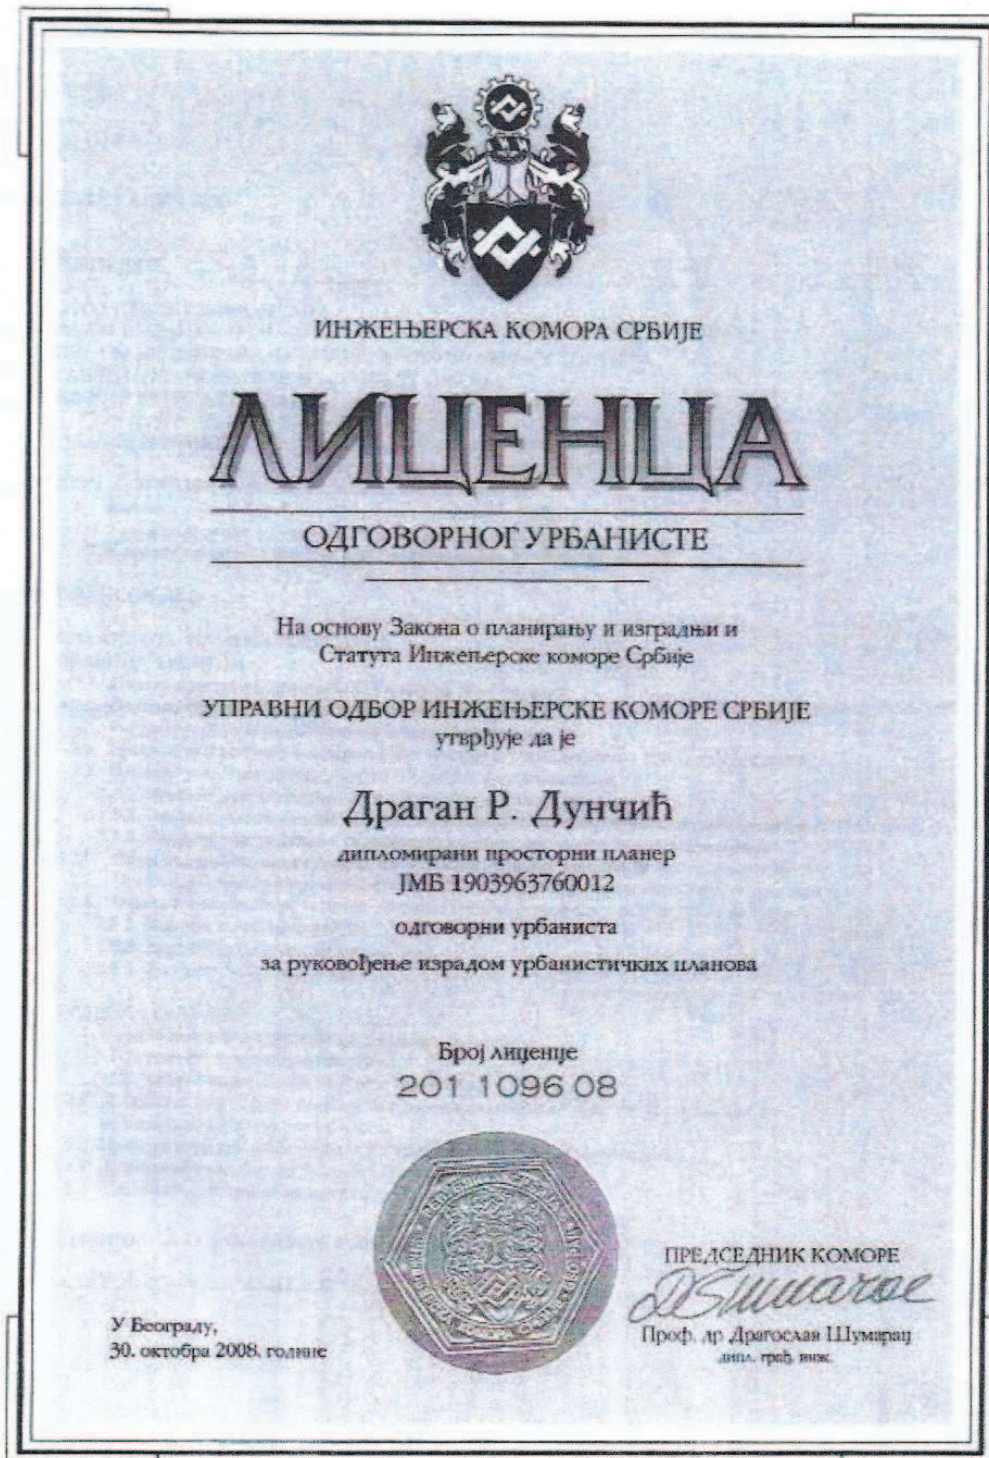 ИНЖЕЊЕРСКА КОМОРА СРБИЈЕ
ЛИЦЕНЦА
ОДГОВОРНОГ УРБАНИСТЕ
На основу Закона о планирању и изградњи и
Статута Инжењерске коморе Србије
УПРАВНИ ОДБОР ИНЖЕЊЕРСКЕ КОМОРЕ СРБИЈЕ
утврђује да је
Драган Р. Дунчић
дипломирани просторни планер
ЈМБ 1903963760012
одговорни урбаниста
за руковођење израдом урбанистичких планова
Број лиценце
201 1096 08
ПРЕДСЕДНИК КОМОРЕ
У Београду,
30. октобра 2008. године
Проф. др Драгослав Шумарац
дипл. грађ. инж.